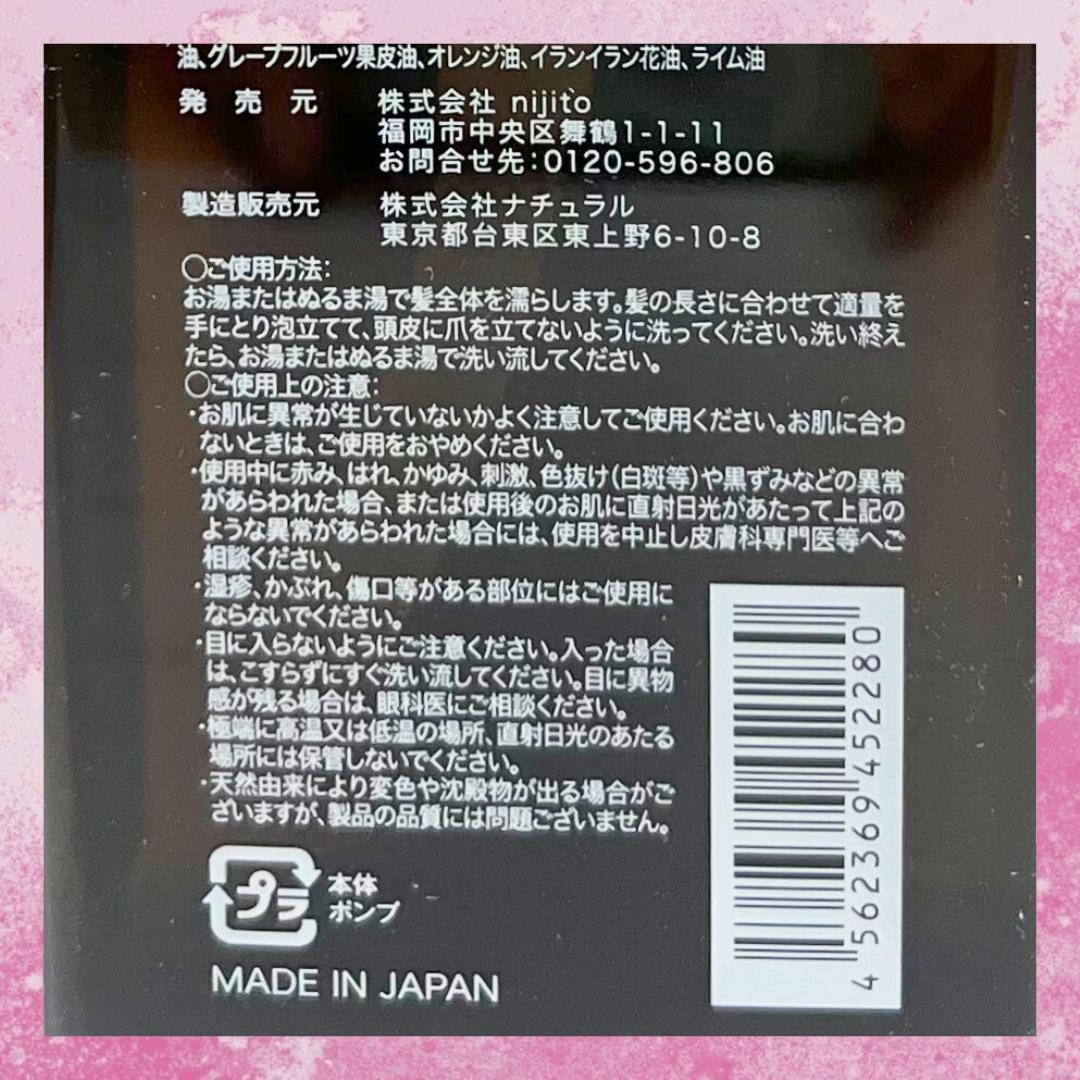 油、グレープフルーツ果皮油、オレンジ油、イランイラン花油、ライム油
発売元 株式会社 nijito
福岡市中央区舞鶴1-1-11
お問合せ先:0120-596-806
製造販売元 株式会社ナチュラル
東京都台東区東上野6-10-8
○ご使用方法:
お湯またはぬるま湯で髪全体を濡らします。髪の長さに合わせて適量を
手にとり泡立てて、頭皮に爪を立てないように洗ってください。洗い終え
たら、お湯またはぬるま湯で洗い流してください。
○ご使用上の注意:
・お肌に異常が生じていないかよく注意してご使用ください。お肌に合わ
ないときは、ご使用をおやめください。
・使用中に赤み、はれ、かゆみ、刺激、色抜け(白斑等)や黒ずみなどの異常
があらわれた場合、または使用後のお肌に直射日光があたって上記の
ような異常があらわれた場合には、使用を中止し皮膚科専門医等へご
相談ください。
・湿疹、かぶれ、傷口等がある部位にはご使用に
ならないでください。
・目に入らないようにご注意ください。入った場合
は、こすらずにすぐ洗い流してください。目に異物
感が残る場合は、眼科医にご相談ください。
・極端に高温又は低温の場所、直射日光のあたる
場所には保管しないでください。
・天然由来により変色や沈殿物が出る場合がご
ざいますが、製品の品質には問題ございません。
プラ 本体
ポンプ
MADE IN JAPAN
4562369452280